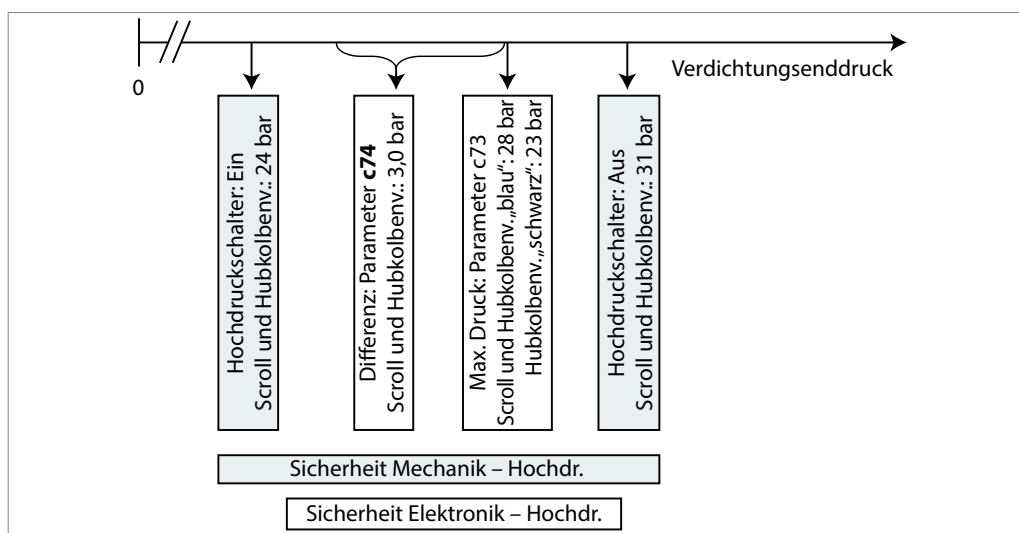 0
Verdichtungsenddruck
Hochdruckschalter: Ein
Scroll und Hubkolbenv.: 24 bar
Differenz: Parameter c74
Scroll und Hubkolbenv.: 3,0 bar
Max. Druck: Parameter c73
Scroll und Hubkolbenv.„blau“: 28 bar
Hubkolbenv.„schwarz“: 23 bar
Hochdruckschalter: Aus
Scroll und Hubkolbenv.: 31 bar
Sicherheit Mechanik – Hochdr.
Sicherheit Elektronik – Hochdr.